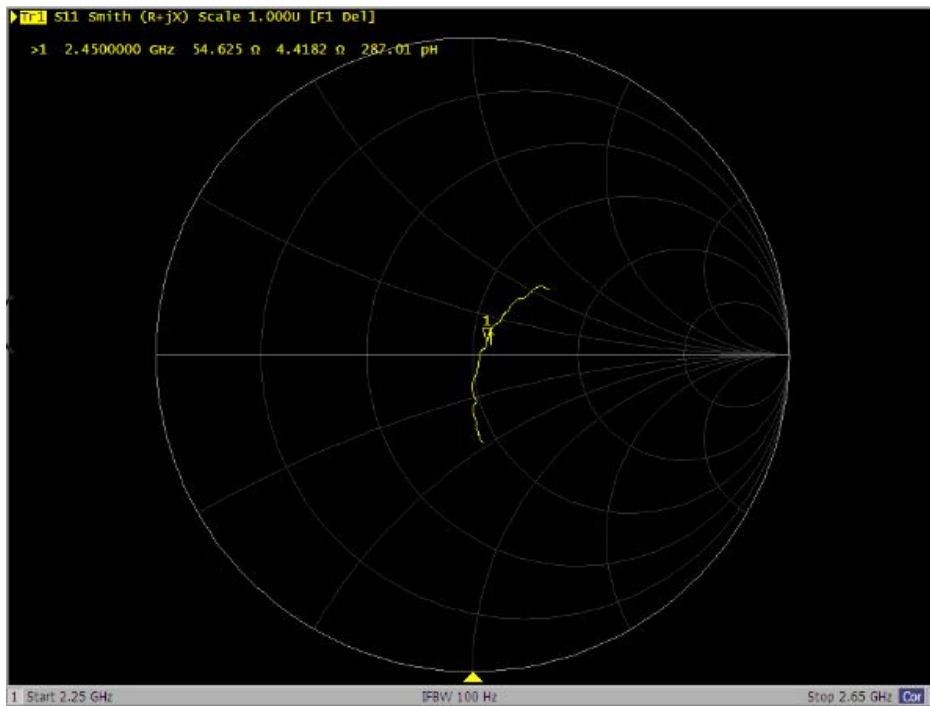 Tr1 S11 Smith (R+jX) Scale 1.000U [F1 Del]
>1 2.4500000 GHz 54.625 Ω 4.4182 Ω 287.01 pH
1
1 Start 2.25 GHz IFBW 100 Hz Stop 2.65 GHz Cor